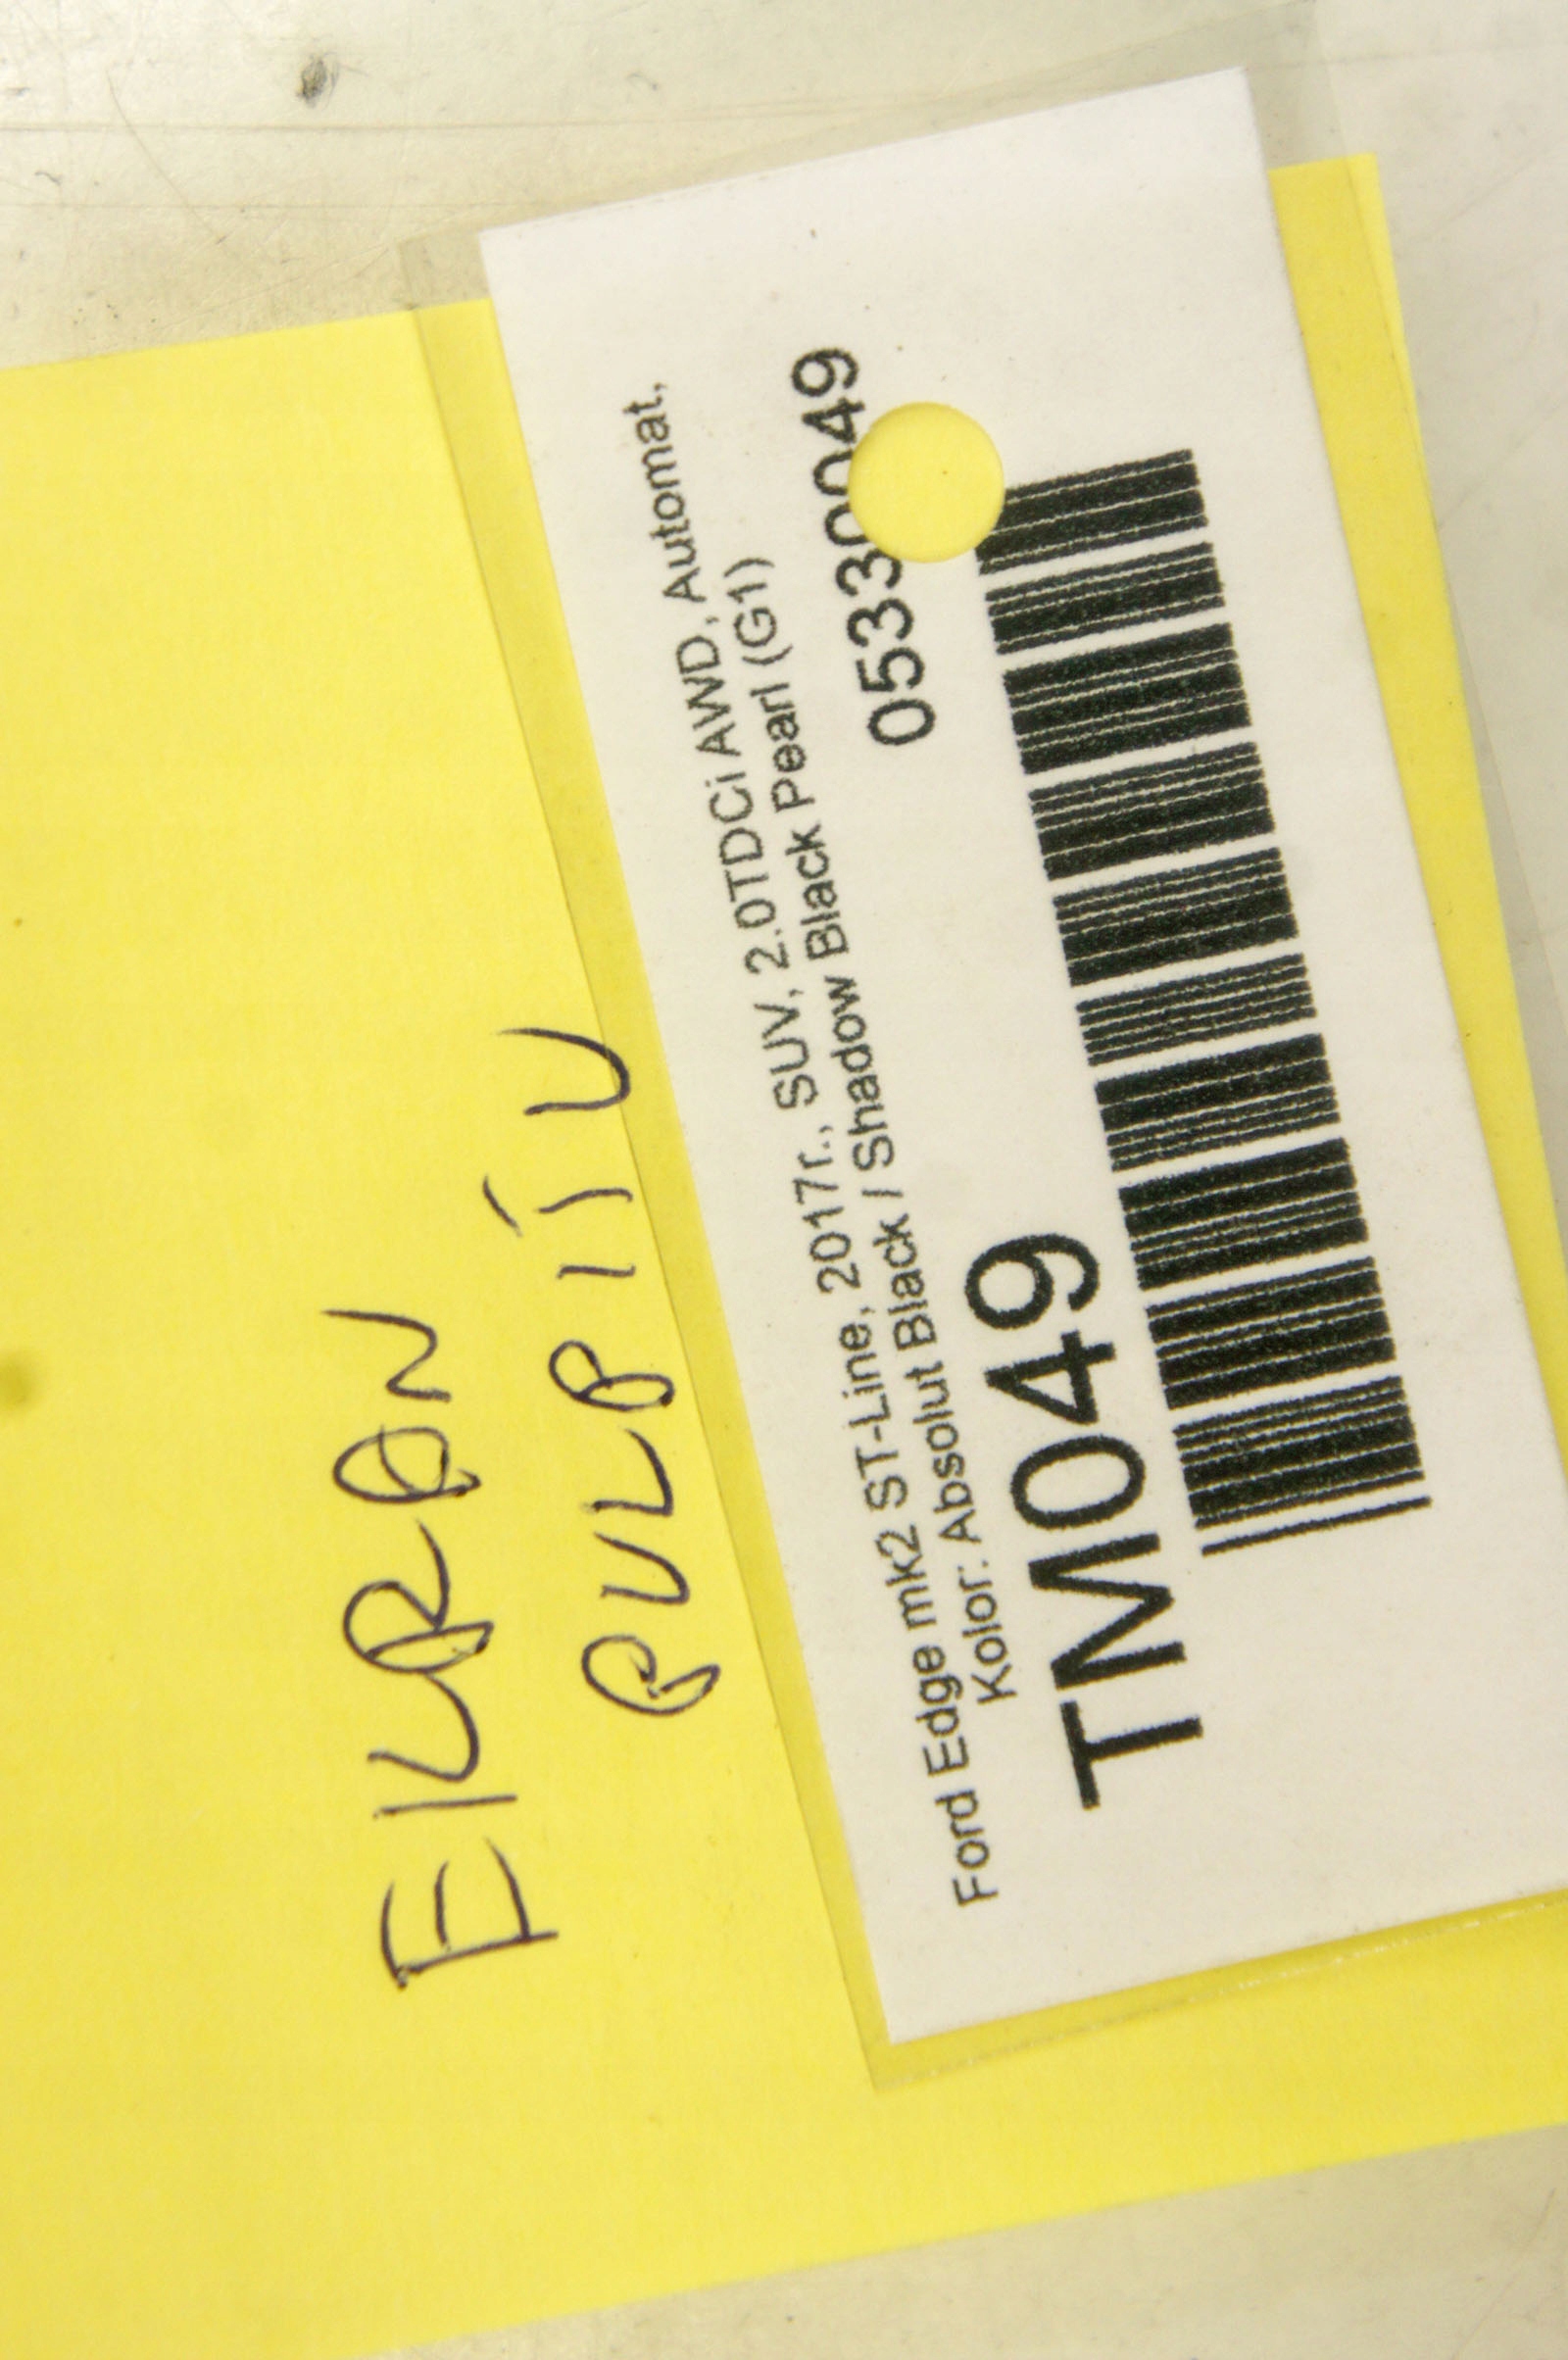 EKRAN
PULPITU
Ford Edge mk2 ST-Line, 2017r., SUV, 2.0TDCi AWD, Automat,
Kolor: Absolut Black / Shadow Black Pearl (G1)
TM049 05330049